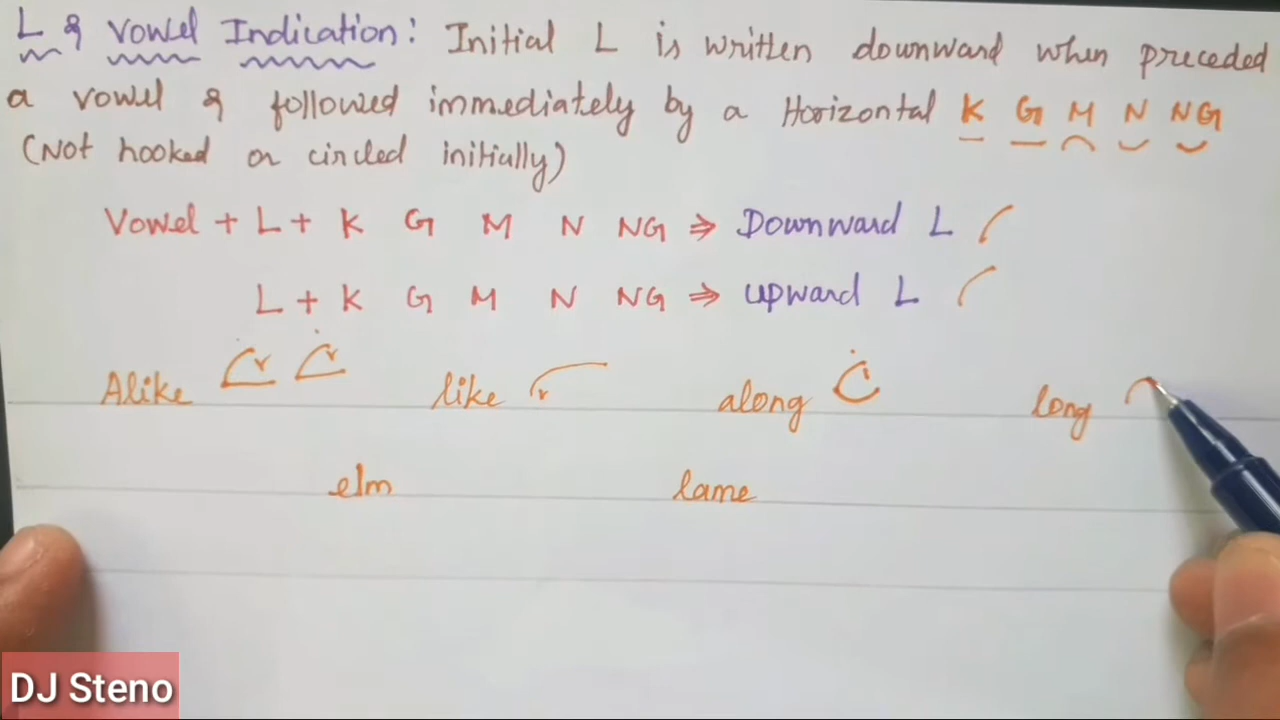 L & Vowel Indication: Initial L is written downward when preceded
a vowel & followed immediately by a Horizontal K G M N NG
(Not hooked or circled initially)
Vowel + L + K G M N NG ⇒ Downward L
L + K G M N NG ⇒ upward L
Alike like along long
elm lame
DJ Steno